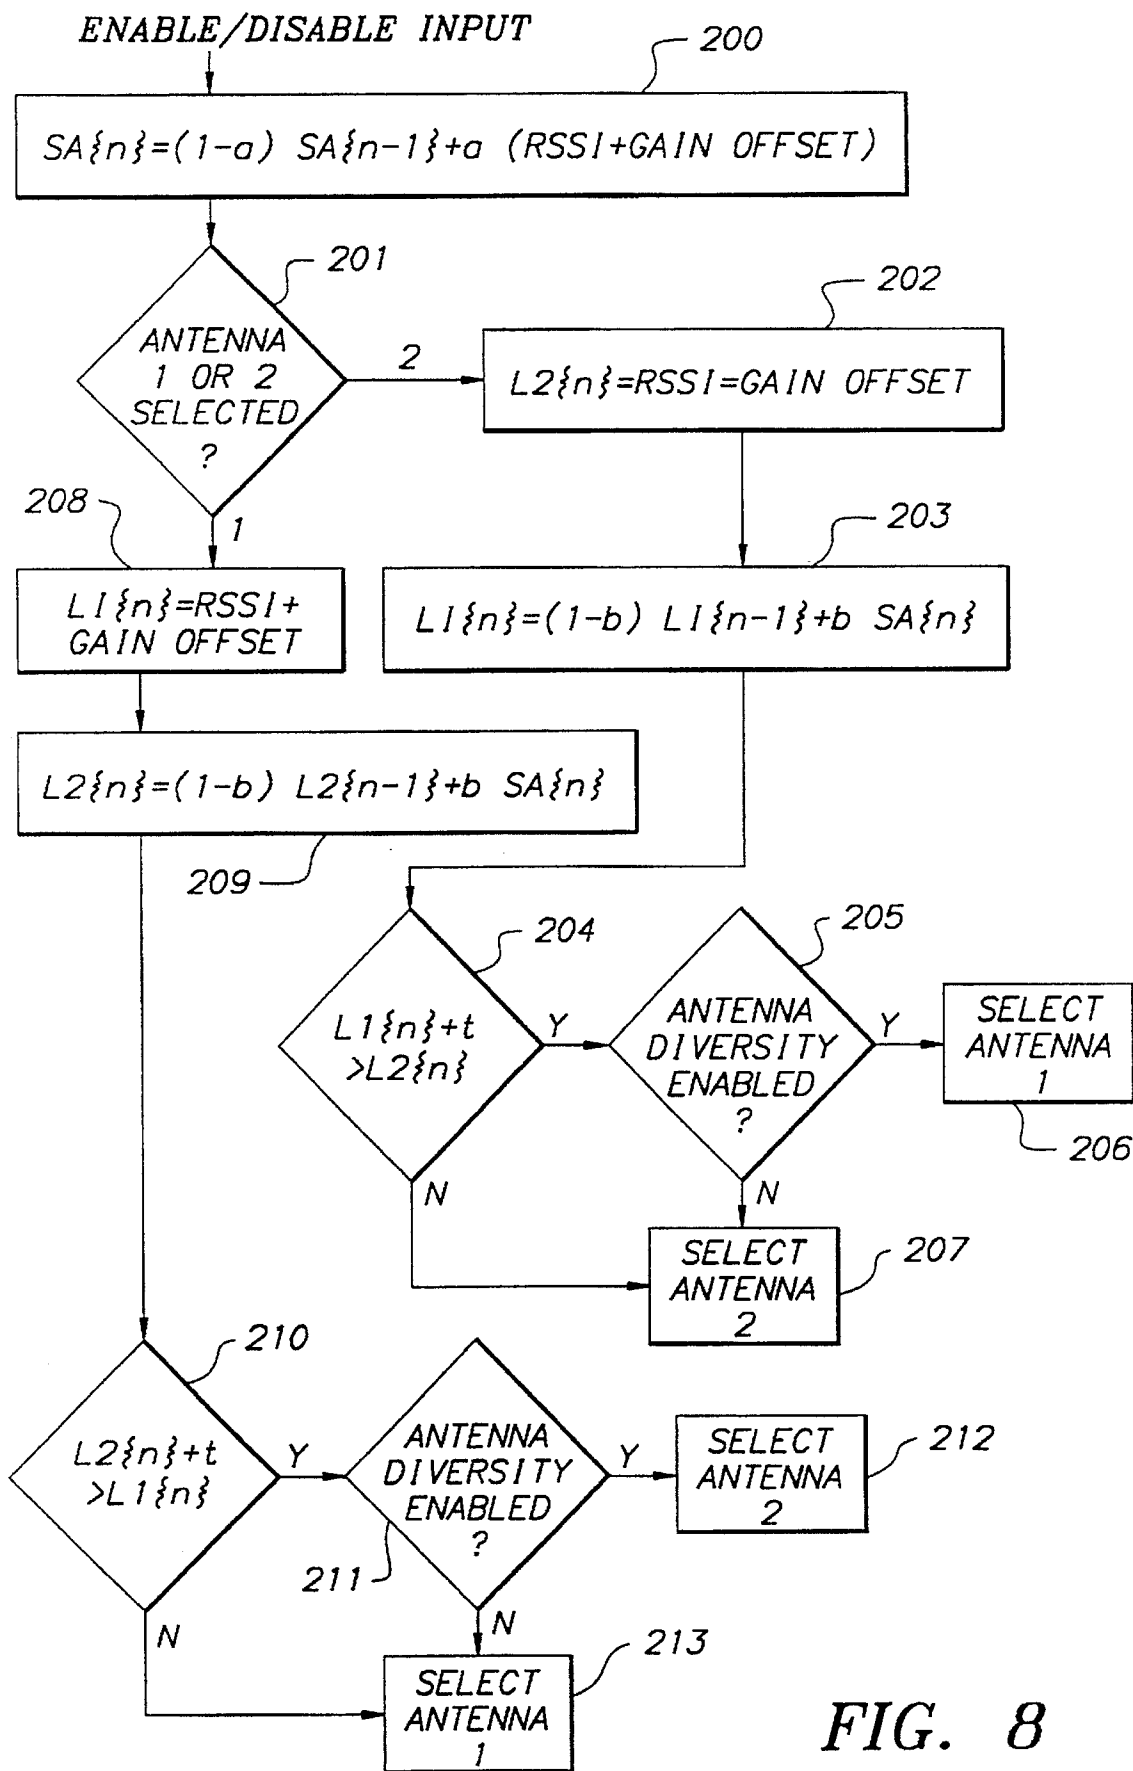 ENABLE/DISABLE INPUT
200
SA{n}=(1-a) SA{n-1}+a (RSSI+GAIN OFFSET)
201
ANTENNA
1 OR 2
SELECTED
?
2
1
202
L2{n}=RSSI=GAIN OFFSET
203
LI{n}=(1-b) LI{n-1}+b SA{n}
208
LI{n}=RSSI+
GAIN OFFSET
L2{n}=(1-b) L2{n-1}+b SA{n}
209
204
L1{n}+t
>L2{n}
Y
N
205
ANTENNA
DIVERSITY
ENABLED
?
Y
N
SELECT
ANTENNA
1
206
SELECT
ANTENNA
2
207
210
L2{n}+t
>L1{n}
Y
N
ANTENNA
DIVERSITY
ENABLED
?
211
Y
N
SELECT
ANTENNA
2
212
SELECT
ANTENNA
1
213
FIG. 8